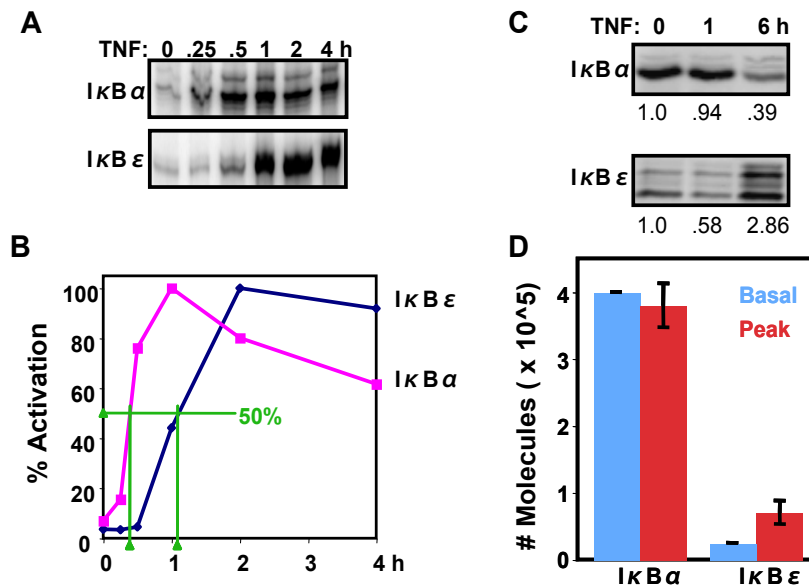 A
TNF: 0 .25 .5 1 2 4 h
IκBα
IκBε
B
% Activation
100
80
60
40
20
0
50%
IκBε
IκBα
0 1 2 3 4 h
C
TNF: 0 1 6 h
IκBα
1.0 .94 .39
IκBε
1.0 .58 2.86
D
# Molecules ( x 10^5)
4
3
2
1
0
Basal
Peak
IκBα IκBε